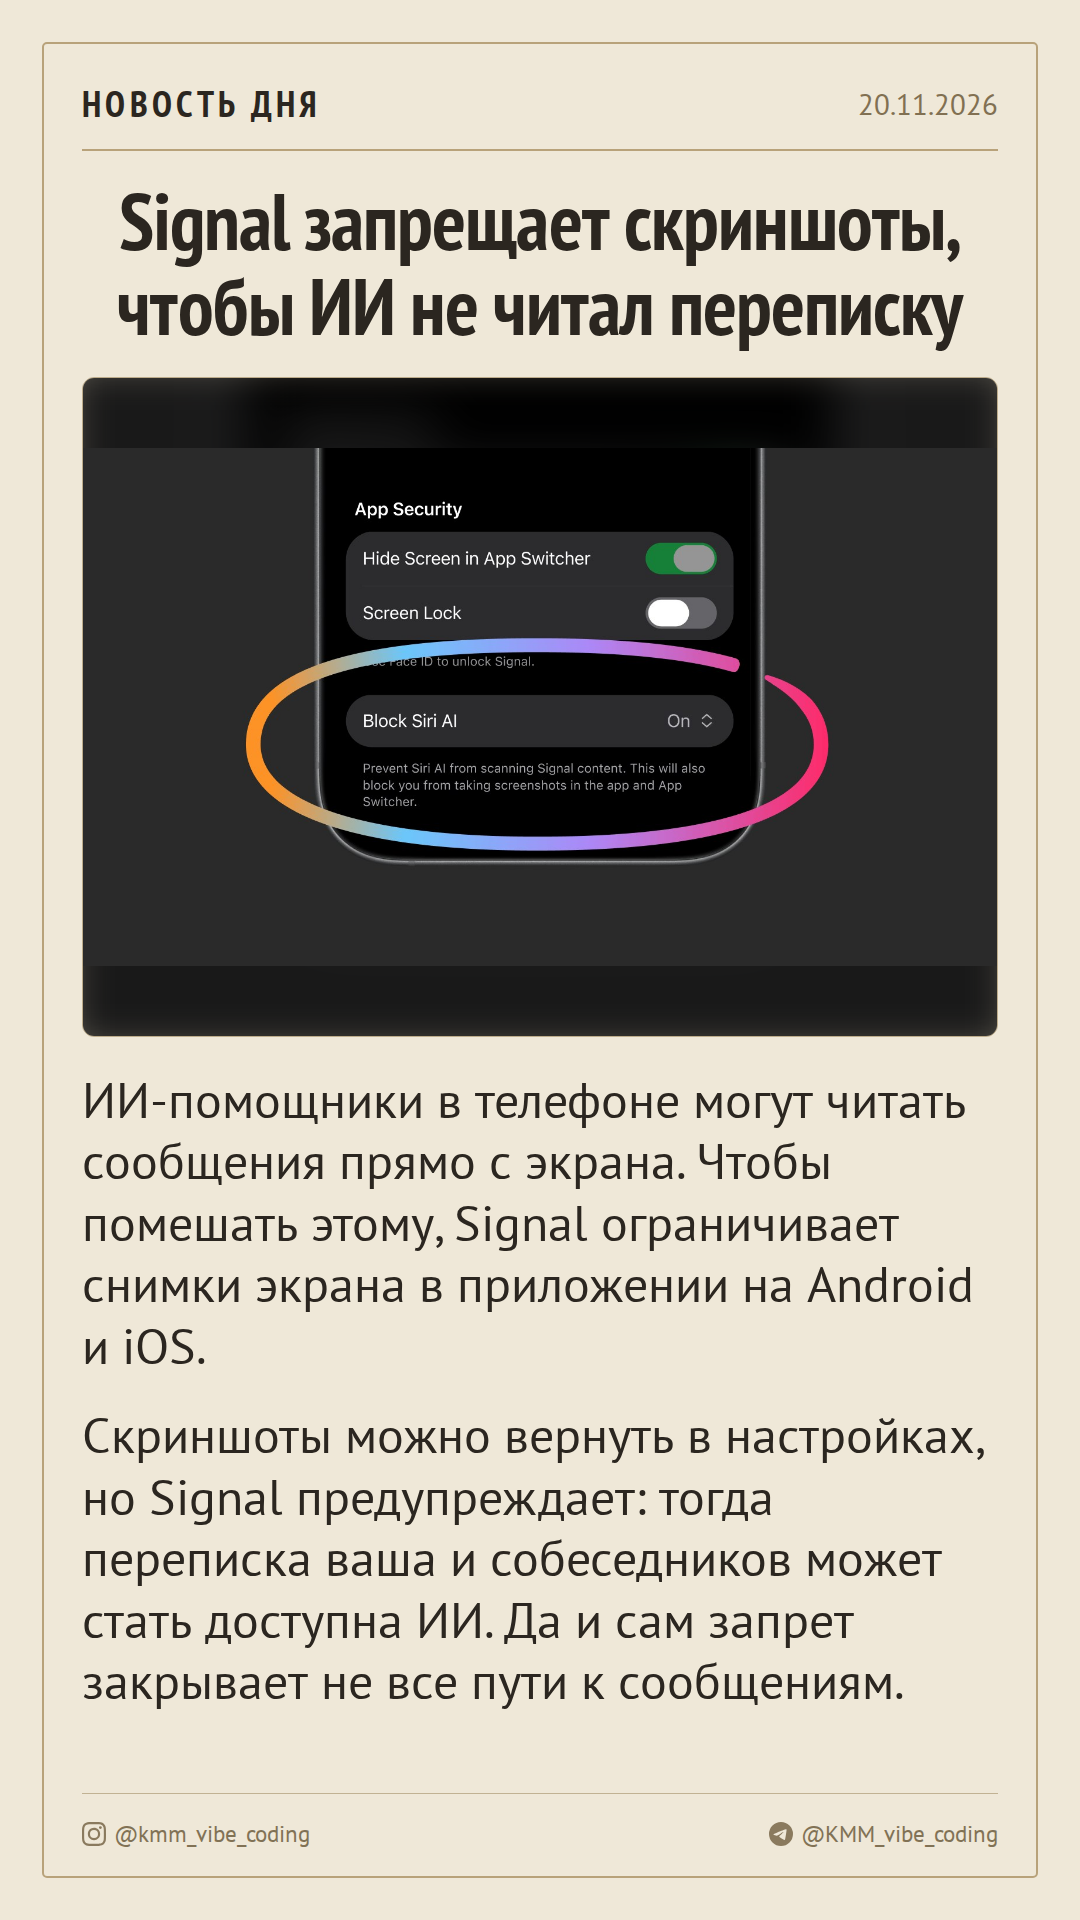 НОВОСТЬ ДНЯ
20.11.2026
Signal запрещает скриншоты,
чтобы ИИ не читал переписку
App Security
Hide Screen in App Switcher
Screen Lock
Face ID to unlock Signal.
Block Siri AI
On
Prevent Siri AI from scanning Signal content. This will also
block you from taking screenshots in the app and App
Switcher.
ИИ-помощники в телефоне могут читать
сообщения прямо с экрана. Чтобы
помешать этому, Signal ограничивает
снимки экрана в приложении на Android
и iOS.
Скриншоты можно вернуть в настройках,
но Signal предупреждает: тогда
переписка ваша и собеседников может
стать доступна ИИ. Да и сам запрет
закрывает не все пути к сообщениям.
@kmm_vibe_coding
@KMM_vibe_coding